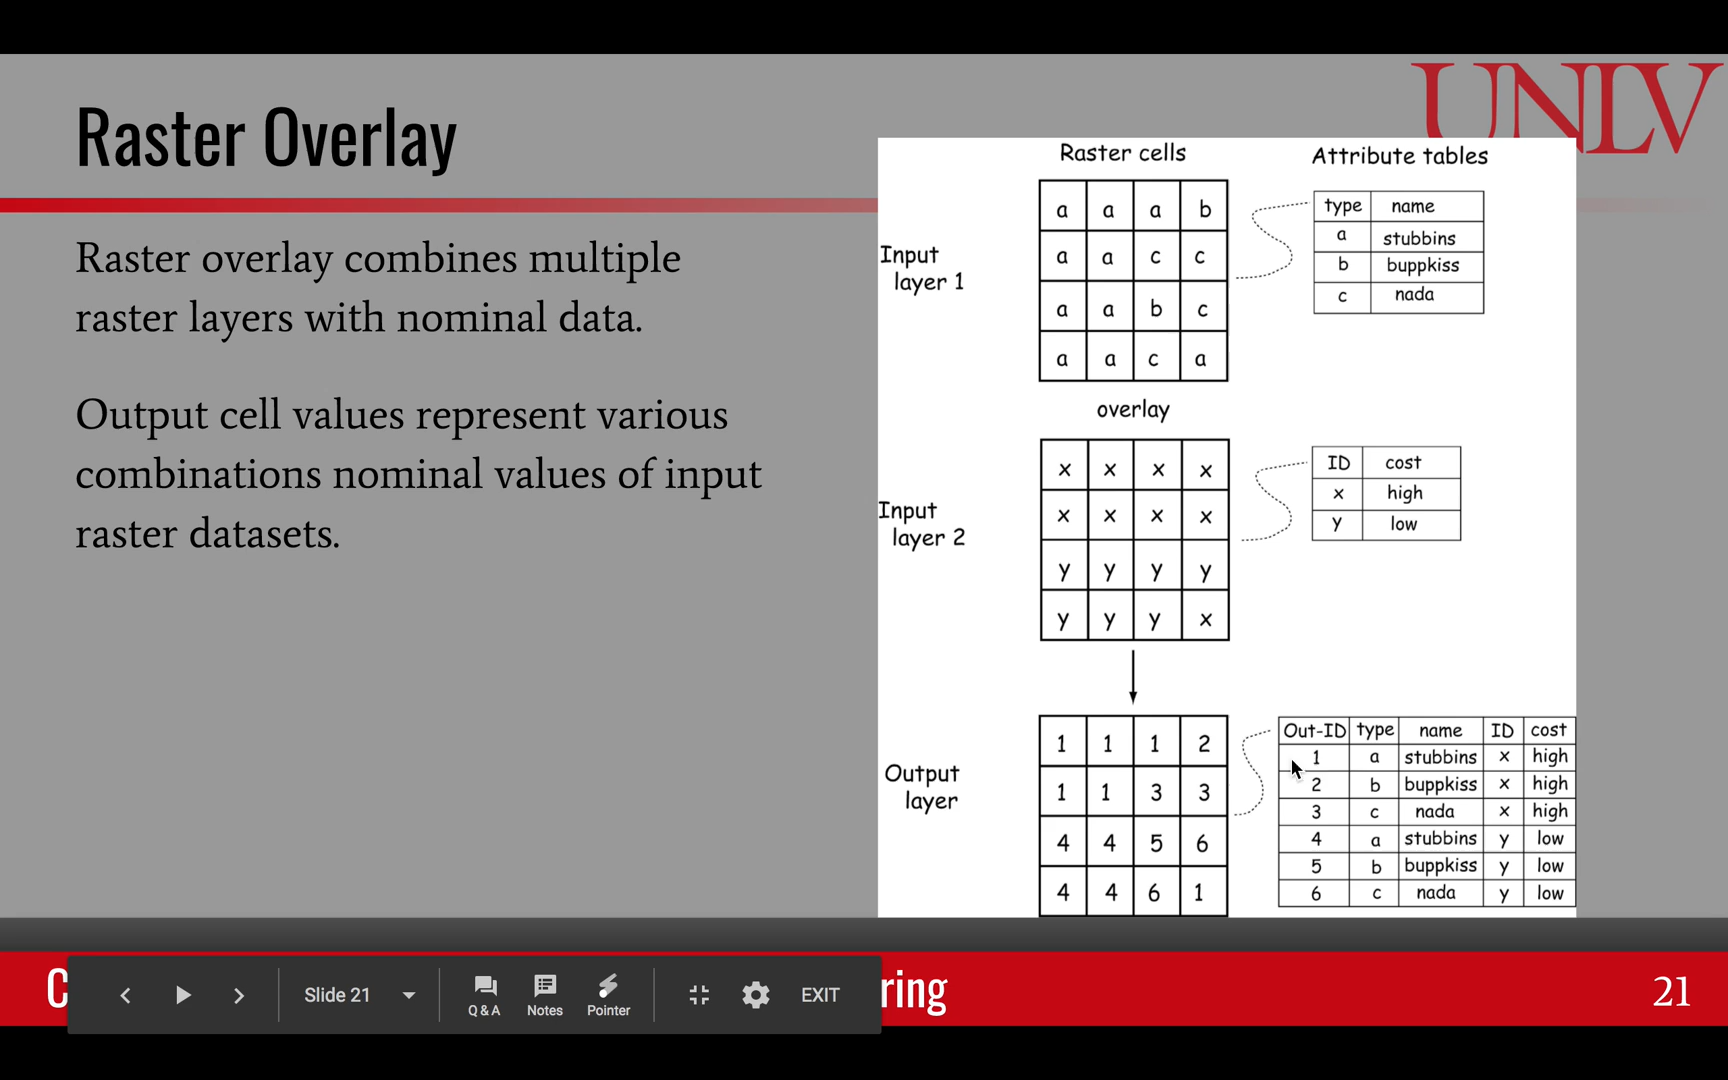 UNLV
Raster Overlay
Raster overlay combines multiple
raster layers with nominal data.
Output cell values represent various
combinations nominal values of input
raster datasets.
Raster cells
Attribute tables
Input
layer 1
a a a b
a a c c
a a b c
a a c a
type name
a stubbins
b buppkiss
c nada
overlay
Input
layer 2
x x x x
x x x x
y y y y
y y y x
ID cost
x high
y low
Output
layer
1 1 1 2
1 1 3 3
4 4 5 6
4 4 6 1
Out-ID type name ID cost
1 a stubbins x high
2 b buppkiss x high
3 c nada x high
4 a stubbins y low
5 b buppkiss y low
6 c nada y low
C
ring
21
Slide 21
Q & A
Notes
Pointer
EXIT